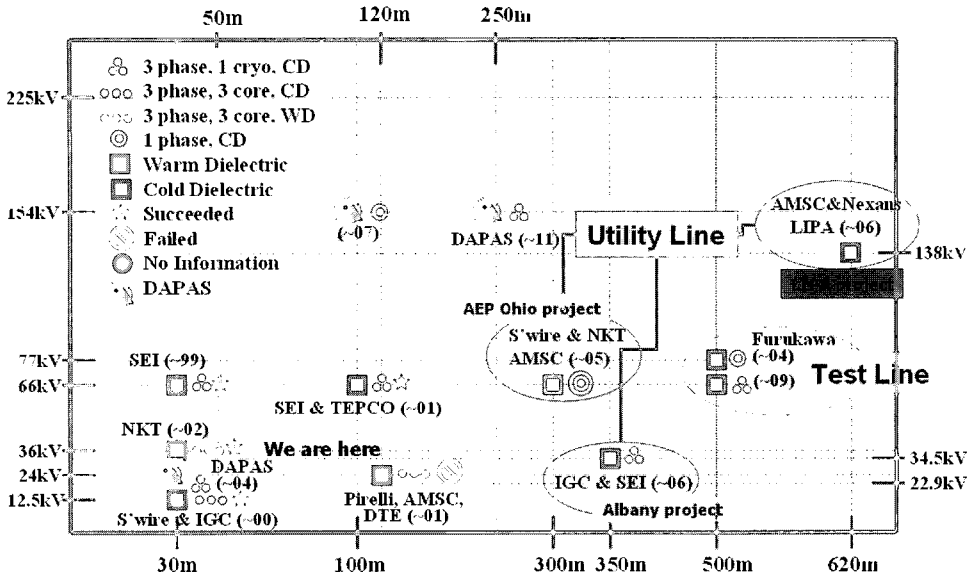 50m
120m
250m
3 phase, 1 cryo, CD
3 phase, 3 core, CD
3 phase, 3 core, WD
1 phase, CD
Warm Dielectric
Cold Dielectric
Succeeded
Failed
No Information
DAPAS
225kV
154kV
77kV
66kV
36kV
24kV
12.5kV
138kV
34.5kV
22.9kV
(~07)
DAPAS (~11)
Utility Line
AMSC&Nexans
LIPA (~06)
AEP Ohio project
S'wire & NKT
AMSC (~05)
Furukawa
(~04)
(~09)
Test Line
SEI (~99)
SEI & TEPCO (~01)
NKT (~02)
We are here
DAPAS
(~04)
S'wire & IGC (~00)
Pirelli, AMSC,
DTE (~01)
IGC & SEI (~06)
Albany project
30m
100m
300m
350m
500m
620m